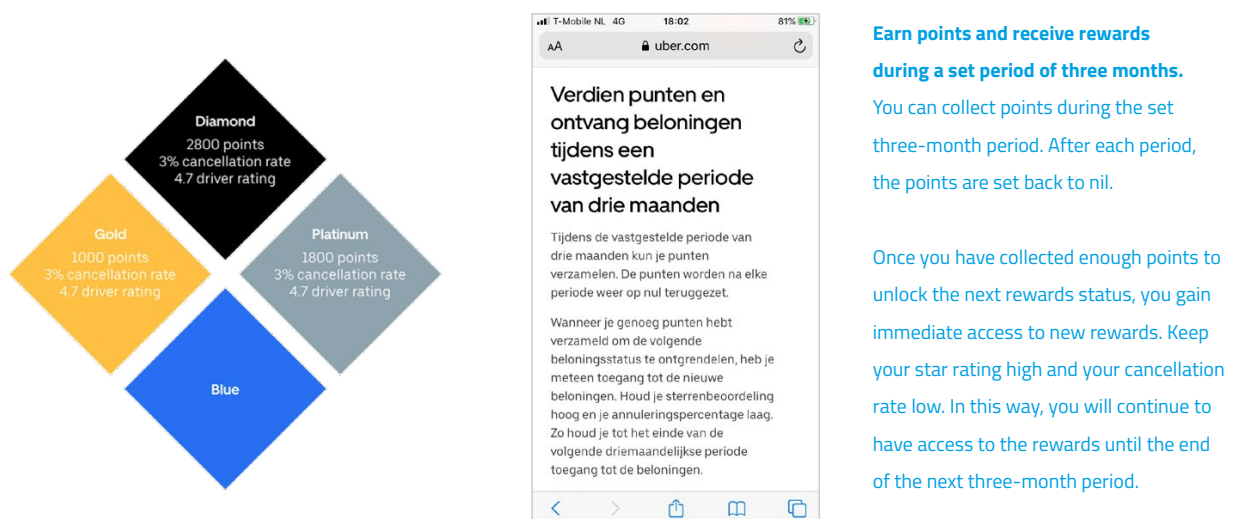 Diamond
2800 points
3% cancellation rate
4.7 driver rating
Gold
1000 points
3% cancellation rate
4.7 driver rating
Platinum
1800 points
3% cancellation rate
4.7 driver rating
Blue
T-Mobile NL 4G 18:02 81%
AA uber.com
Verdien punten en
ontvang beloningen
tijdens een
vastgestelde periode
van drie maanden
Tijdens de vastgestelde periode van
drie maanden kun je punten
verzamelen. De punten worden na elke
periode weer op nul teruggezet.
Wanneer je genoeg punten hebt
verzameld om de volgende
beloningsstatus te ontgrendelen, heb je
meteen toegang tot de nieuwe
beloningen. Houd je sterrenbeoordeling
hoog en je annuleringspercentage laag.
Zo houd je tot het einde van de
volgende driemaandelijkse periode
toegang tot de beloningen.
Earn points and receive rewards
during a set period of three months.
You can collect points during the set
three-month period. After each period,
the points are set back to nil.
Once you have collected enough points to
unlock the next rewards status, you gain
immediate access to new rewards. Keep
your star rating high and your cancellation
rate low. In this way, you will continue to
have access to the rewards until the end
of the next three-month period.